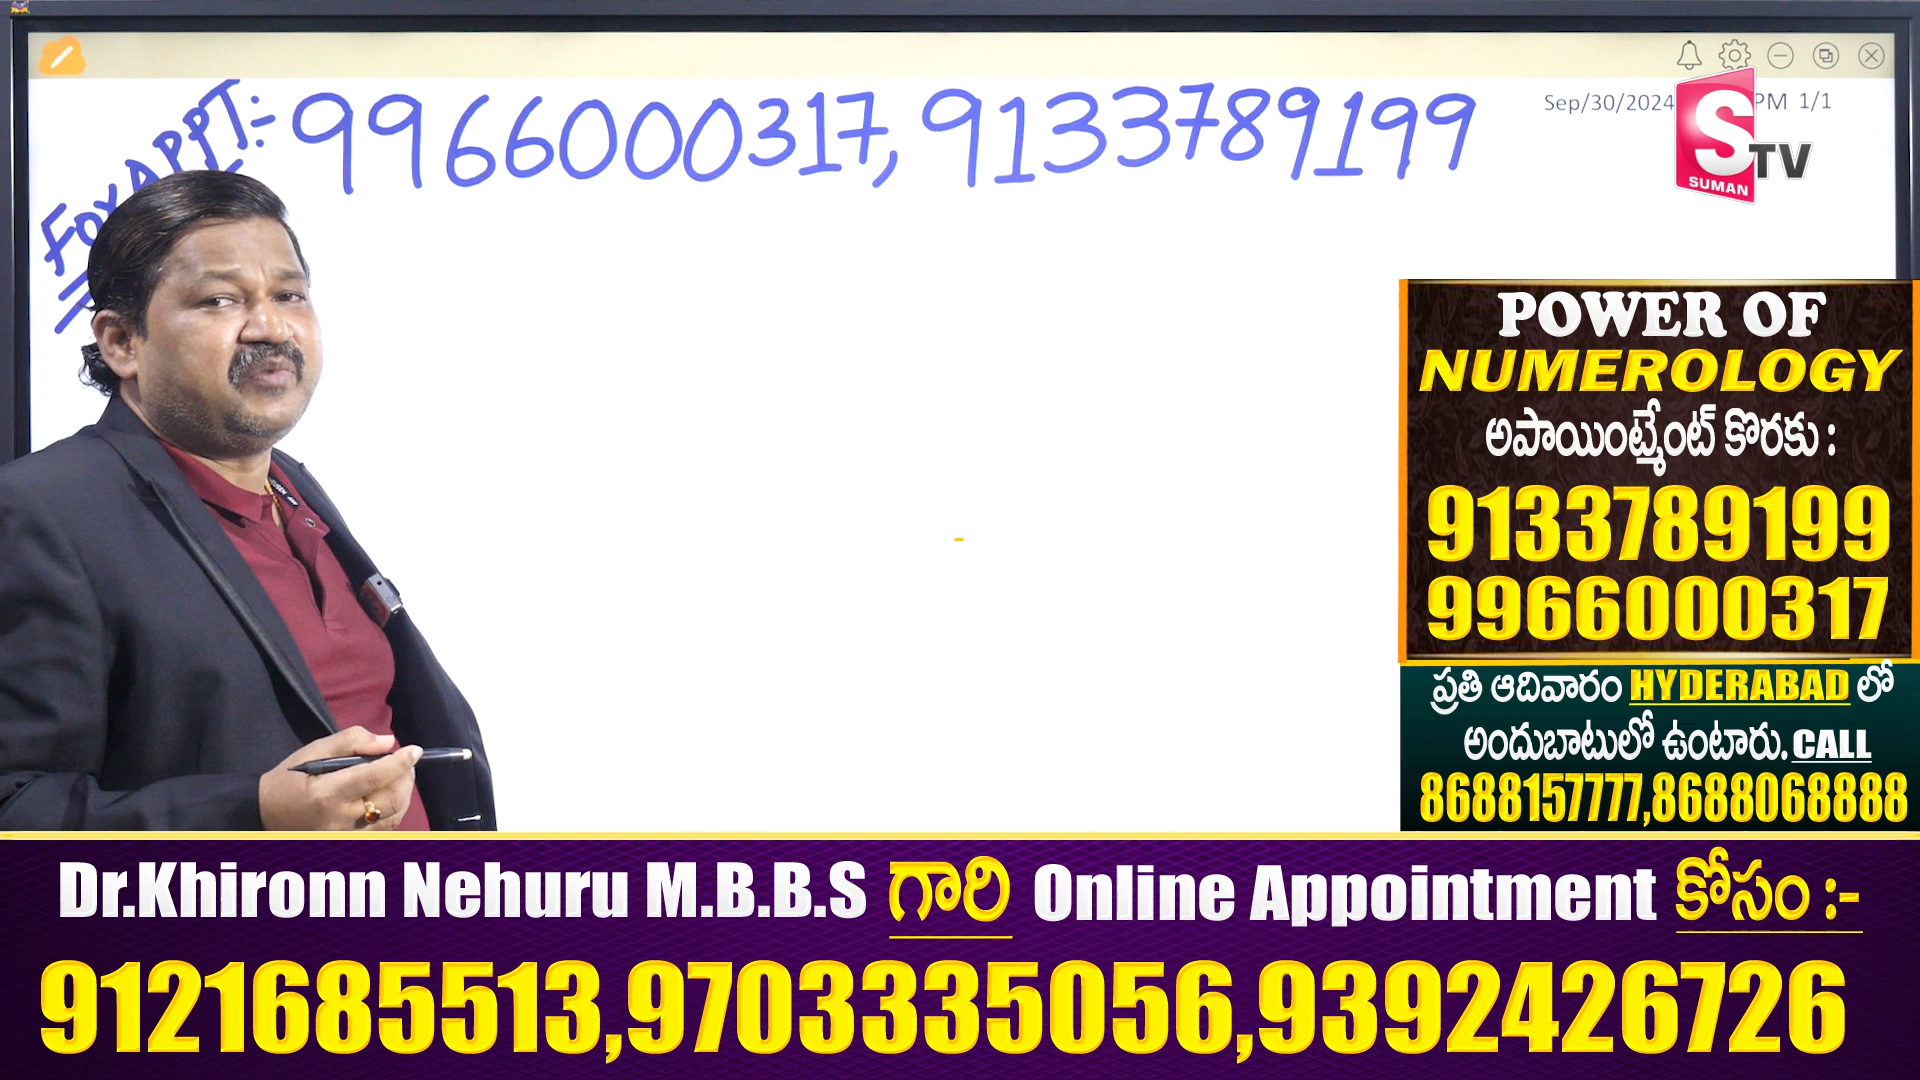 For APPT:- 9966000317, 9133789199
Sep/30/2024 PM 1/1
S TV
SUMAN
POWER OF
NUMEROLOGY
అపాయింట్మేంట్ కొరకు :
9133789199
9966000317
ప్రతి ఆదివారం HYDERABAD లో
అందుబాటులో ఉంటారు. CALL
8688157777,8688068888
Dr.Khironn Nehuru M.B.B.S గారి Online Appointment కోసం :-
9121685513,9703335056,9392426726